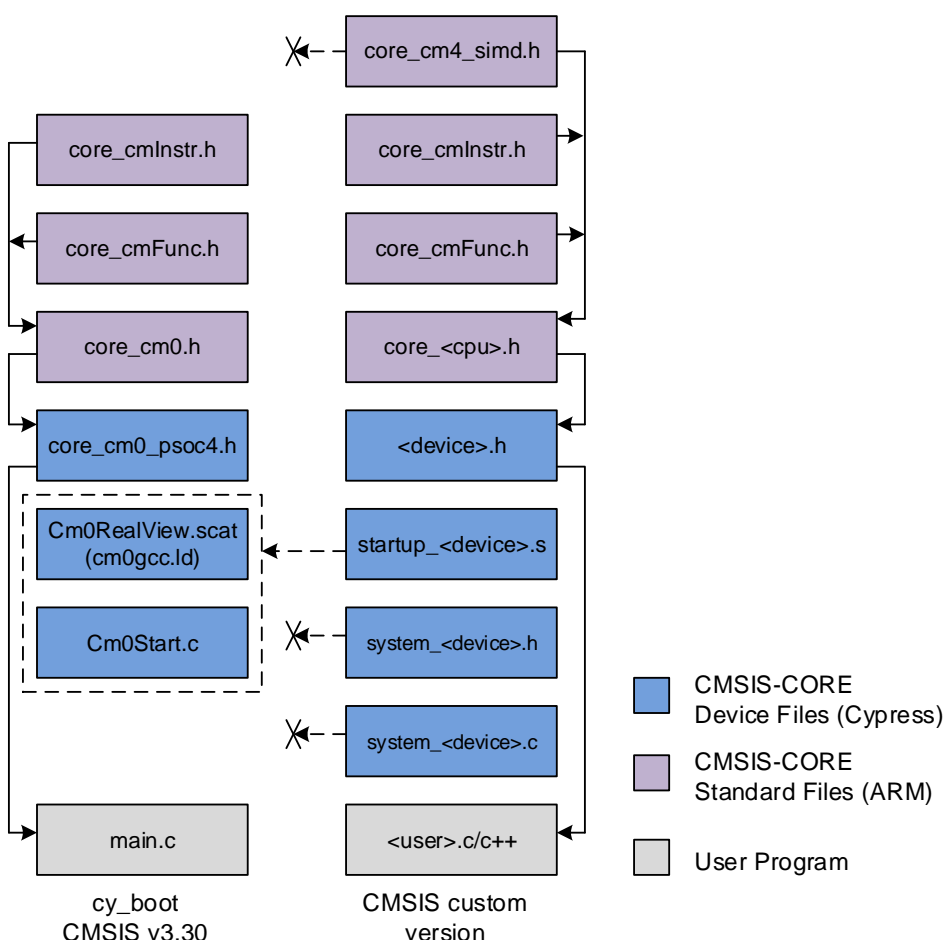 core_cm4_simd.h
core_cmInstr.h
core_cmInstr.h
core_cmFunc.h
core_cmFunc.h
core_cm0.h
core_<cpu>.h
core_cm0_psoc4.h
<device>.h
Cm0RealView.scat
(cm0gcc.ld)
startup_<device>.s
Cm0Start.c
system_<device>.h
system_<device>.c
main.c
<user>.c/c++
cy_boot
CMSIS v3.30
CMSIS custom
version
CMSIS-CORE
Device Files (Cypress)
CMSIS-CORE
Standard Files (ARM)
User Program